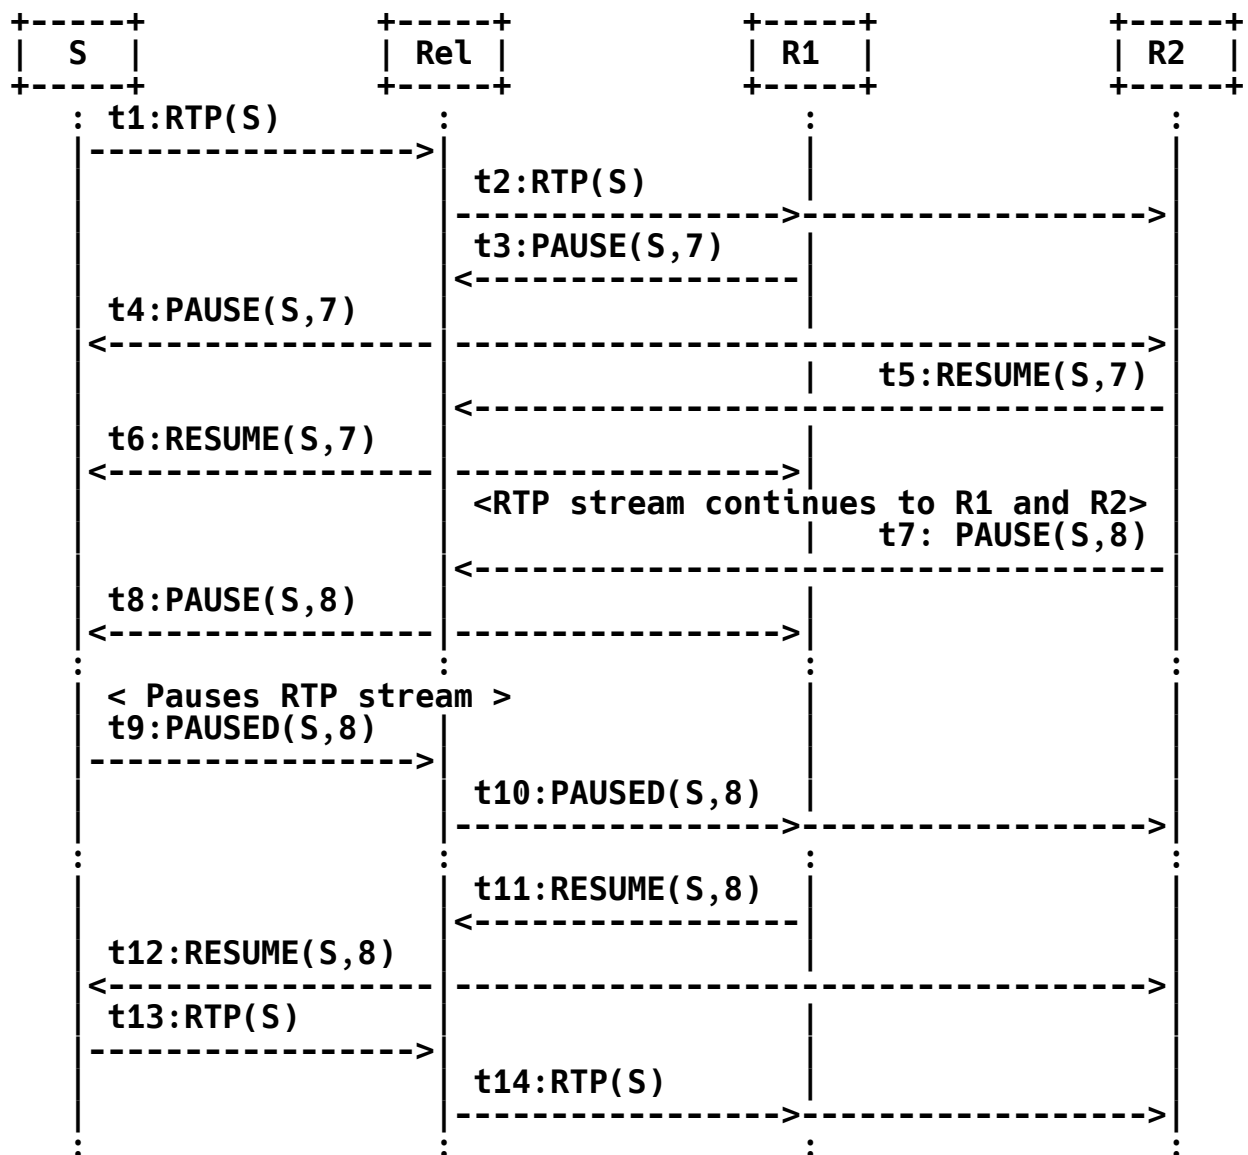 S Rel R1 R2
t1:RTP(S)
t2:RTP(S)
t3:PAUSE(S,7)
t4:PAUSE(S,7)
t5:RESUME(S,7)
t6:RESUME(S,7)
<RTP stream continues to R1 and R2>
t7: PAUSE(S,8)
t8:PAUSE(S,8)
< Pauses RTP stream >
t9:PAUSED(S,8)
t10:PAUSED(S,8)
t11:RESUME(S,8)
t12:RESUME(S,8)
t13:RTP(S)
t14:RTP(S)